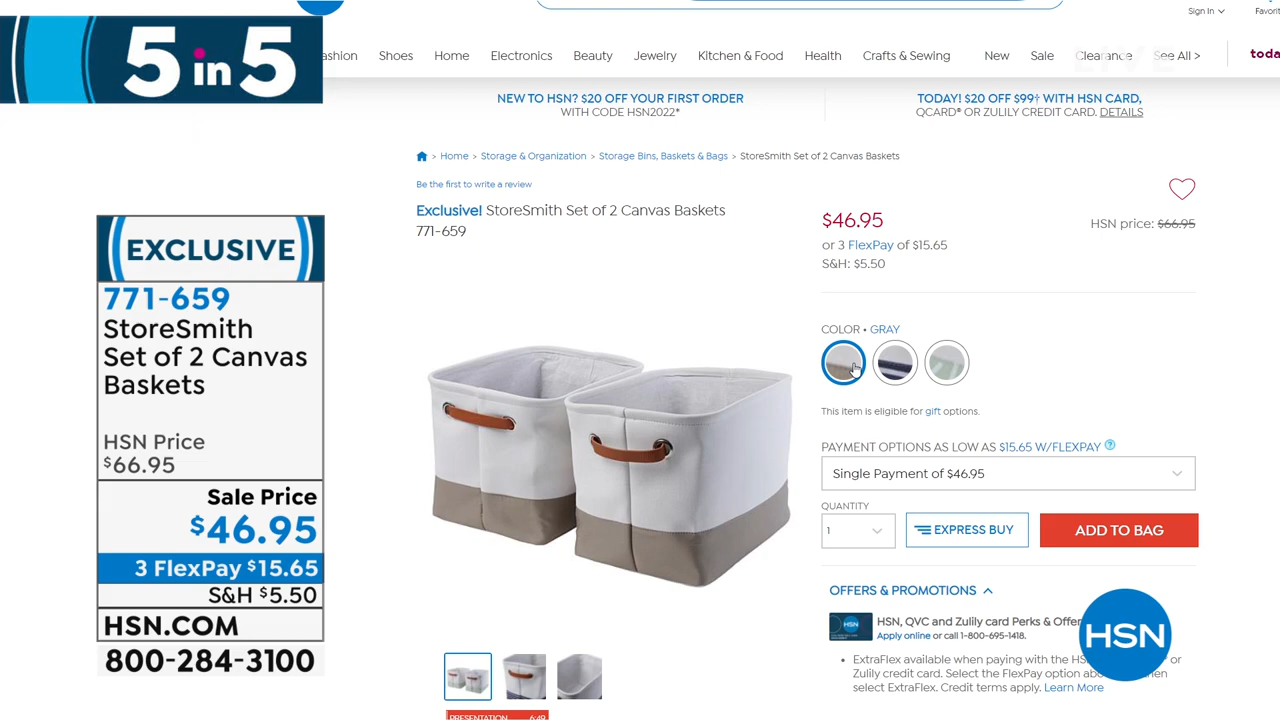 5 in 5
Sign In
Fashion Shoes Home Electronics Beauty Jewelry Kitchen & Food Health Crafts & Sewing New Sale Clearance See All >
NEW TO HSN? $20 OFF YOUR FIRST ORDER
WITH CODE HSN2022*
TODAY! $20 OFF $99† WITH HSN CARD,
QCARD® OR ZULILY CREDIT CARD. DETAILS
Home > Storage & Organization > Storage Bins, Baskets & Bags > StoreSmith Set of 2 Canvas Baskets
Be the first to write a review
Exclusive! StoreSmith Set of 2 Canvas Baskets
771-659
$46.95
HSN price: $66.95
or 3 FlexPay of $15.65
S&H: $5.50
COLOR • GRAY
This item is eligible for gift options.
PAYMENT OPTIONS AS LOW AS $15.65 W/FLEXPAY ?
Single Payment of $46.95
QUANTITY
1
EXPRESS BUY
ADD TO BAG
OFFERS & PROMOTIONS
HSN
HSN, QVC and Zulily card Perks & Offer
Apply online or call 1-800-695-1418.
• ExtraFlex available when paying with the HS
or
Zulily credit card. Select the FlexPay option abo
then
select ExtraFlex. Credit terms apply. Learn More
HSN
EXCLUSIVE
771-659
StoreSmith
Set of 2 Canvas
Baskets
HSN Price
$66.95
Sale Price
$46.95
3 FlexPay $15.65
S&H $5.50
HSN.COM
800-284-3100
PRESENTATION 6:49